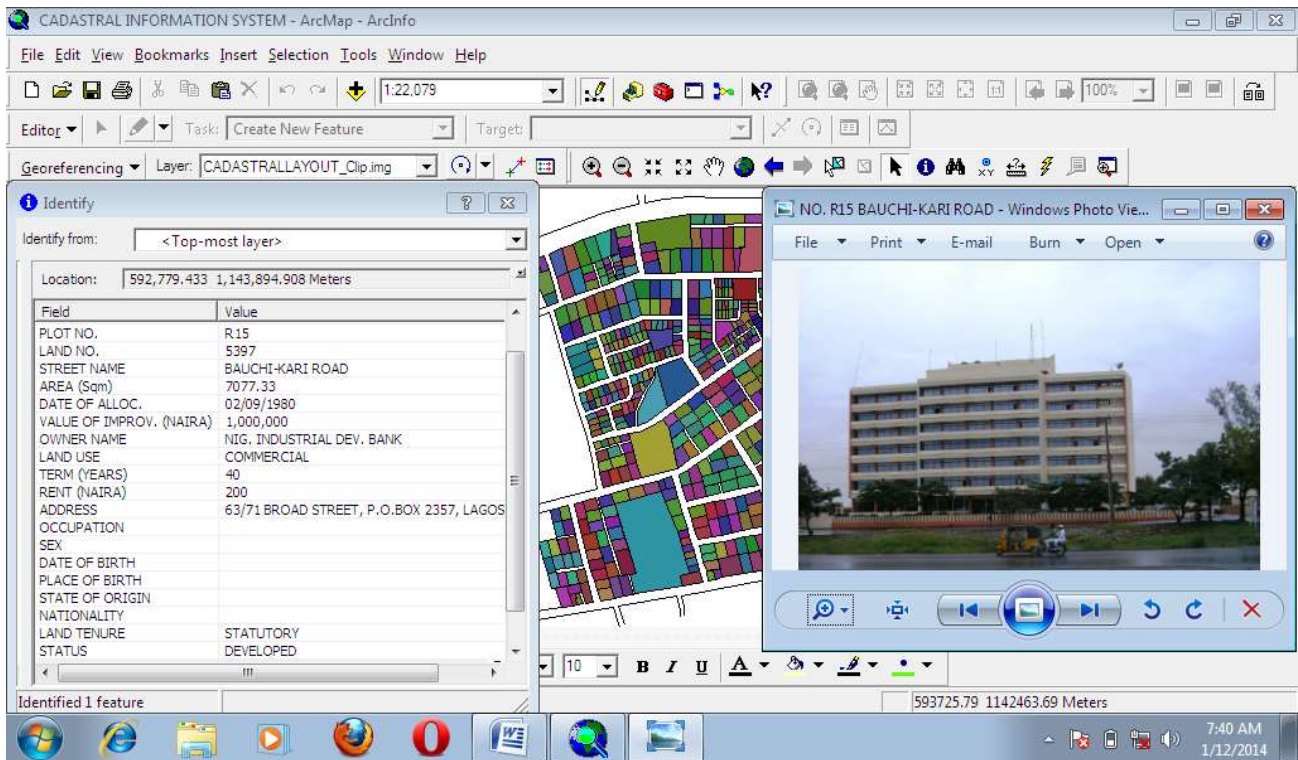 CADASTRAL INFORMATION SYSTEM - ArcMap - ArcInfo
File Edit View Bookmarks Insert Selection Tools Window Help
1:22,079
100%
Editor Task: Create New Feature Target:
Georeferencing Layer: CADASTRALLAYOUT_Clip.img
Identify
Identify from: <Top-most layer>
Location: 592,779.433 1,143,894.908 Meters
Field Value
PLOT NO. R15
LAND NO. 5397
STREET NAME BAUCHI-KARI ROAD
AREA (Sqm) 7077.33
DATE OF ALLOC. 02/09/1980
VALUE OF IMPROV. (NAIRA) 1,000,000
OWNER NAME NIG. INDUSTRIAL DEV. BANK
LAND USE COMMERCIAL
TERM (YEARS) 40
RENT (NAIRA) 200
ADDRESS 63/71 BROAD STREET, P.O.BOX 2357, LAGOS
OCCUPATION
SEX
DATE OF BIRTH
PLACE OF BIRTH
STATE OF ORIGIN
NATIONALITY
LAND TENURE STATUTORY
STATUS DEVELOPED
Identified 1 feature
NO. R15 BAUCHI-KARI ROAD - Windows Photo Vie...
File Print E-mail Burn Open
10 B I U A
593725.79 1142463.69 Meters
7:40 AM
1/12/2014